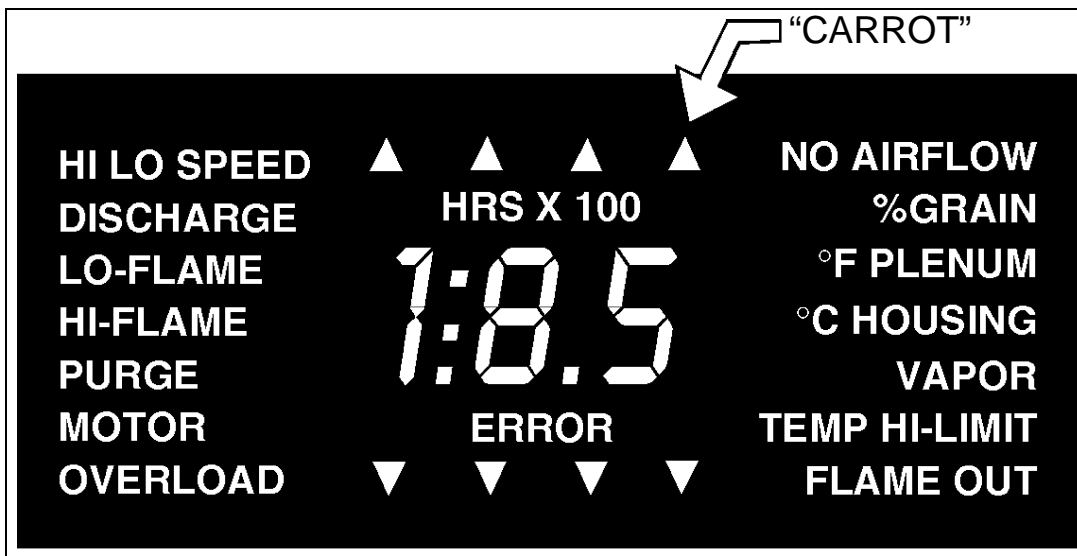 “CARROT”
HI LO SPEED
DISCHARGE
LO-FLAME
HI-FLAME
PURGE
MOTOR
OVERLOAD
▲ ▲ ▲ ▲
HRS X 100
1:8.5
ERROR
▼ ▼ ▼ ▼
NO AIRFLOW
%GRAIN
°F PLENUM
°C HOUSING
VAPOR
TEMP HI-LIMIT
FLAME OUT